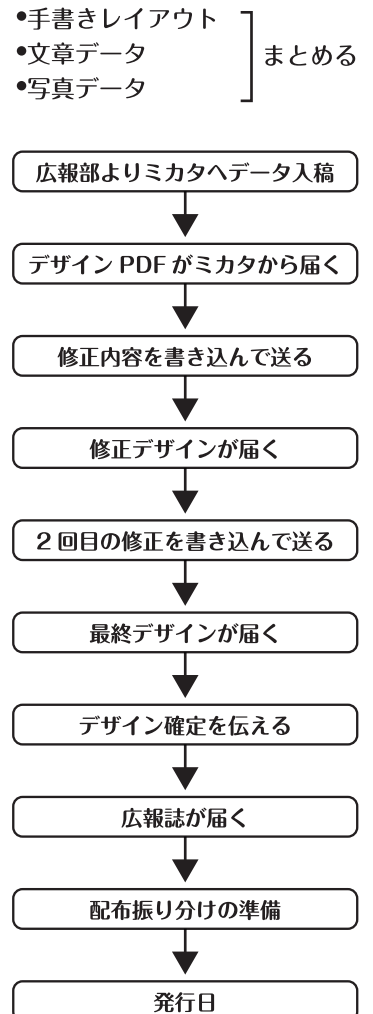 •手書きレイアウト
•文章データ
•写真データ
まとめる
広報部よりミカタへデータ入稿
デザイン PDF がミカタから届く
修正内容を書き込んで送る
修正デザインが届く
2 回目の修正を書き込んで送る
最終デザインが届く
デザイン確定を伝える
広報誌が届く
配布振り分けの準備
発行日